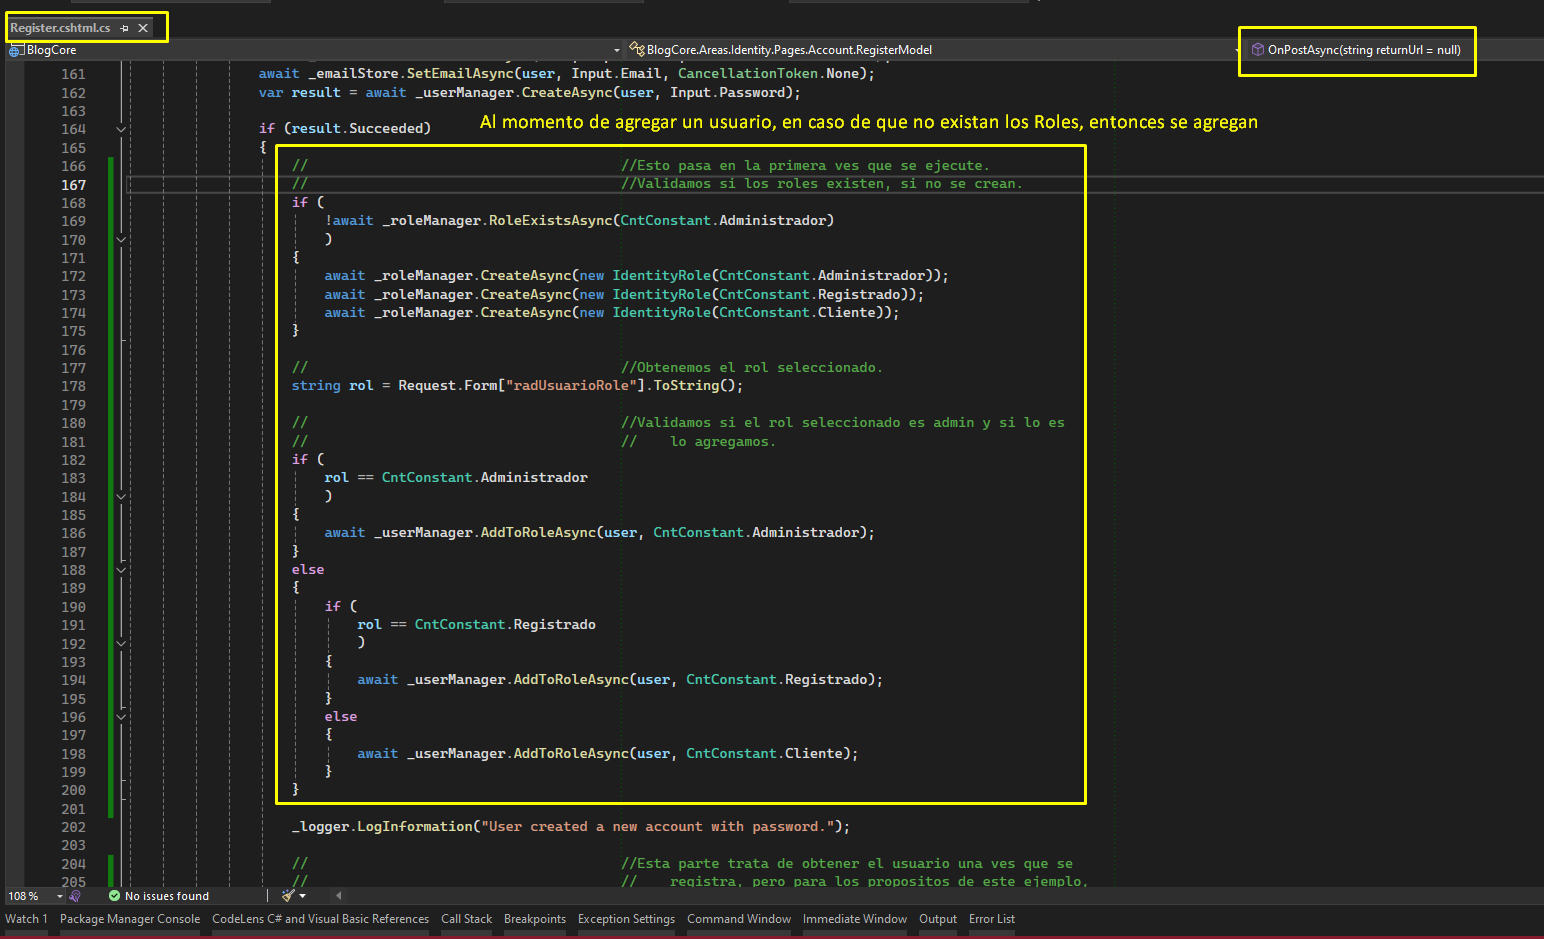 Register.cshtml.cs
BlogCore
BlogCore.Areas.Identity.Pages.Account.RegisterModel
OnPostAsync(string returnUrl = null)
161 await _emailStore.SetEmailAsync(user, Input.Email, CancellationToken.None);
162 var result = await _userManager.CreateAsync(user, Input.Password);
163
164 if (result.Succeeded)
Al momento de agregar un usuario, en caso de que no existan los Roles, entonces se agregan
165 {
166 // //Esto pasa en la primera ves que se ejecute.
167 // //Validamos si los roles existen, si no se crean.
168 if (
169 !await _roleManager.RoleExistsAsync(CntConstant.Administrador)
170 )
171 {
172 await _roleManager.CreateAsync(new IdentityRole(CntConstant.Administrador));
173 await _roleManager.CreateAsync(new IdentityRole(CntConstant.Registrado));
174 await _roleManager.CreateAsync(new IdentityRole(CntConstant.Cliente));
175 }
176
177 // //Obtenemos el rol seleccionado.
178 string rol = Request.Form["radUsuarioRole"].ToString();
179
180 // //Validamos si el rol seleccionado es admin y si lo es
181 // // lo agregamos.
182 if (
183 rol == CntConstant.Administrador
184 )
185 {
186 await _userManager.AddToRoleAsync(user, CntConstant.Administrador);
187 }
188 else
189 {
190 if (
191 rol == CntConstant.Registrado
192 )
193 {
194 await _userManager.AddToRoleAsync(user, CntConstant.Registrado);
195 }
196 else
197 {
198 await _userManager.AddToRoleAsync(user, CntConstant.Cliente);
199 }
200 }
201
202 _logger.LogInformation("User created a new account with password.");
203
204 // //Esta parte trata de obtener el usuario una ves que se
205 // // registra, pero para los propositos de este ejemplo,
108 % No issues found
Watch 1 Package Manager Console CodeLens C# and Visual Basic References Call Stack Breakpoints Exception Settings Command Window Immediate Window Output Error List